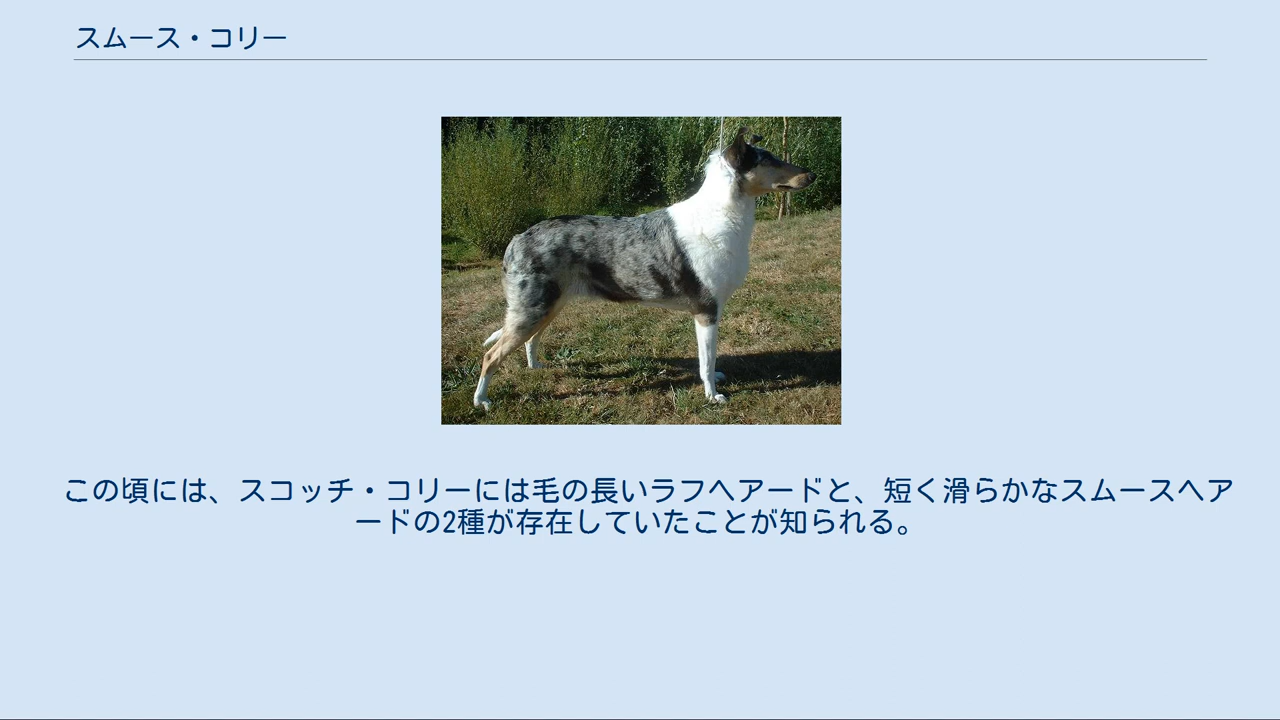 スムース・コリー
この頃には、スコッチ・コリーには毛の長いラフヘアードと、短く滑らかなスムースヘア
ードの2種が存在していたことが知られる。